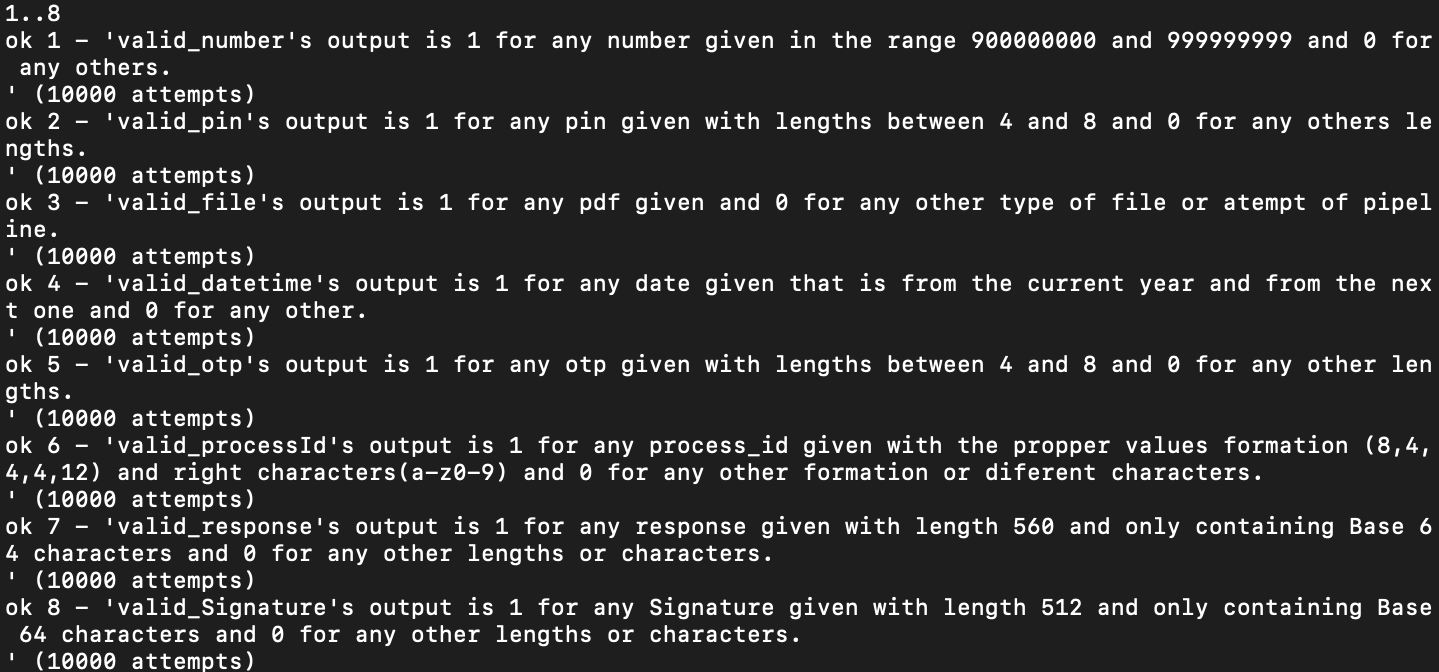 1..8
ok 1 – 'valid_number's output is 1 for any number given in the range 900000000 and 999999999 and 0 for
 any others.
' (10000 attempts)
ok 2 – 'valid_pin's output is 1 for any pin given with lengths between 4 and 8 and 0 for any others le
ngths.
' (10000 attempts)
ok 3 – 'valid_file's output is 1 for any pdf given and 0 for any other type of file or atempt of pipel
ine.
' (10000 attempts)
ok 4 – 'valid_datetime's output is 1 for any date given that is from the current year and from the nex
t one and 0 for any other.
' (10000 attempts)
ok 5 – 'valid_otp's output is 1 for any otp given with lengths between 4 and 8 and 0 for any other len
gths.
' (10000 attempts)
ok 6 – 'valid_processId's output is 1 for any process_id given with the propper values formation (8,4,
4,4,12) and right characters(a-z0-9) and 0 for any other formation or diferent characters.
' (10000 attempts)
ok 7 – 'valid_response's output is 1 for any response given with length 560 and only containing Base 6
4 characters and 0 for any other lengths or characters.
' (10000 attempts)
ok 8 – 'valid_Signature's output is 1 for any Signature given with length 512 and only containing Base
 64 characters and 0 for any other lengths or characters.
' (10000 attempts)